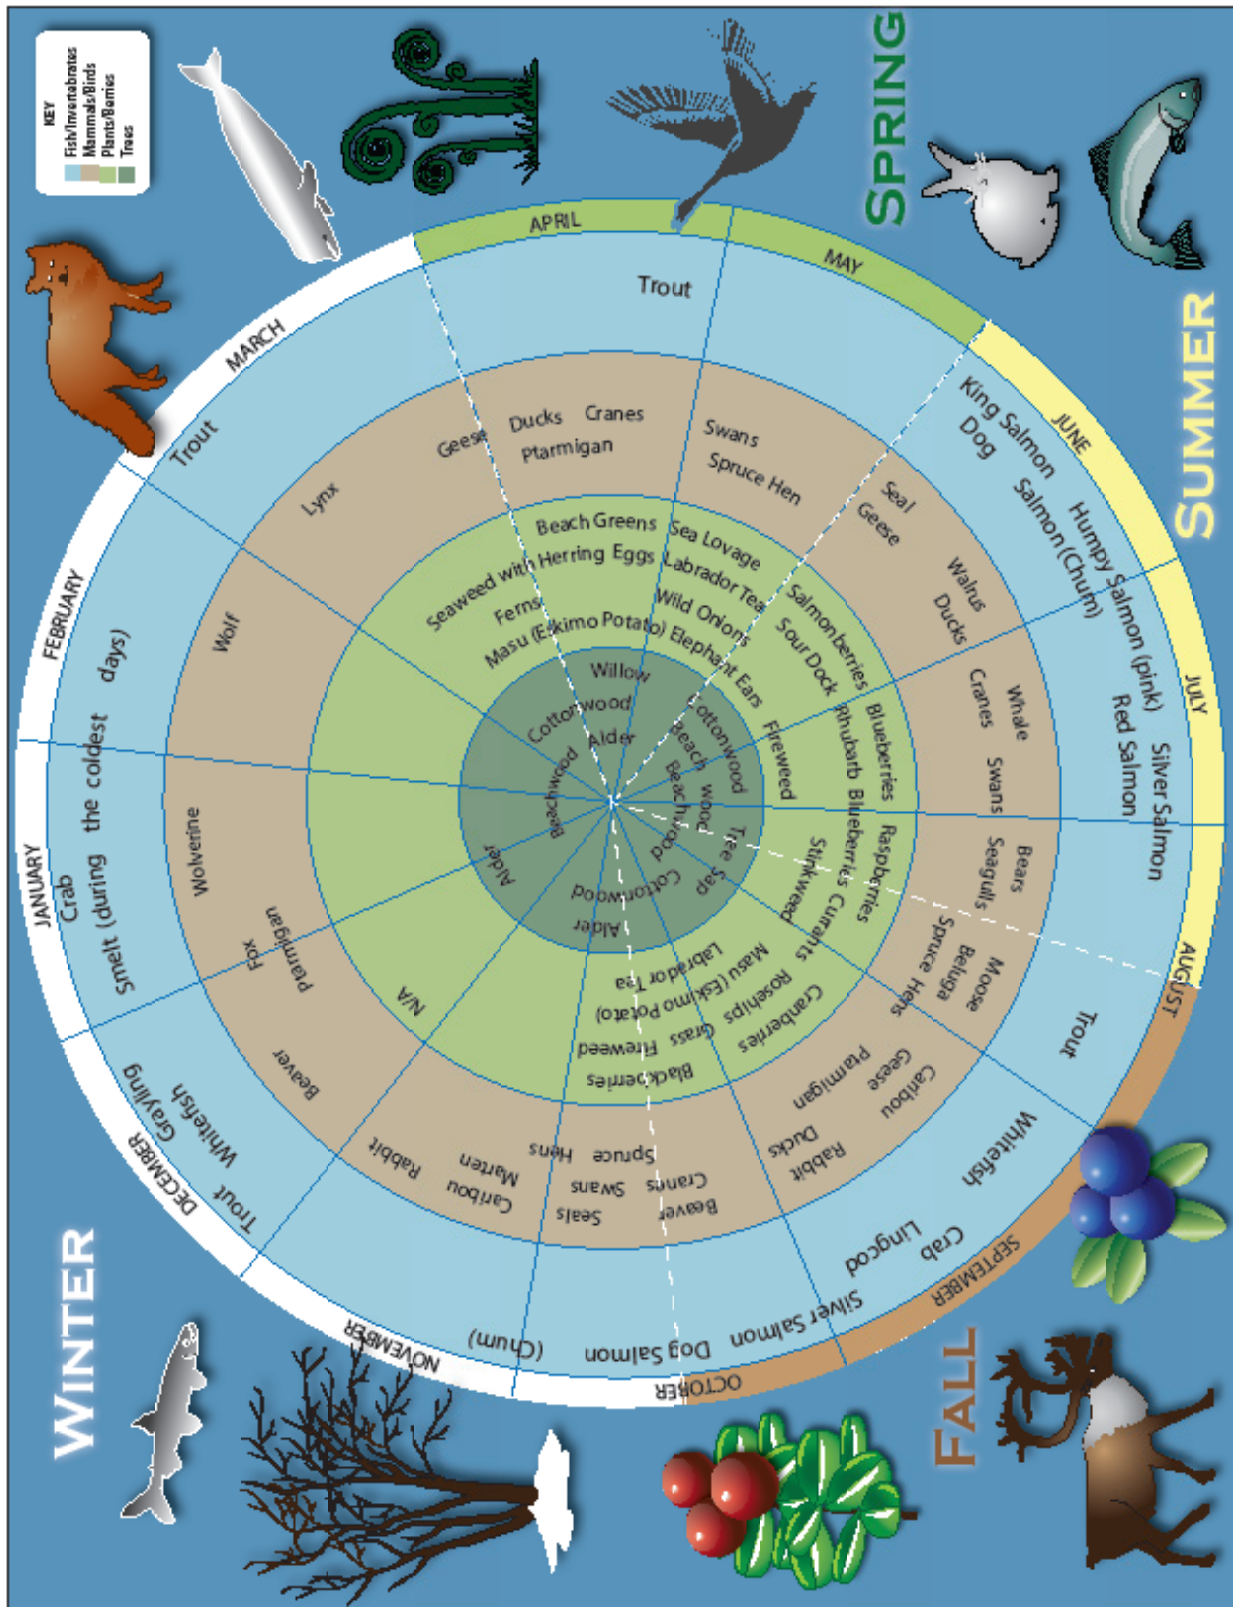 KEY
Fish/Invertebrates
Mammals/Birds
Plants/Berries
Trees
SPRING
SUMMER
FALL
WINTER
JANUARY
FEBRUARY
MARCH
APRIL
MAY
JUNE
JULY
AUGUST
SEPTEMBER
OCTOBER
NOVEMBER
DECEMBER
Crab
Smelt (during the coldest days)
Trout
Trout
King Salmon
Dog Salmon (Chum)
Humpy Salmon (pink)
Red Salmon
Silver Salmon
Trout
Whitefish
Crab
Lingcod
Silver Salmon
Dog Salmon (Chum)
Trout
Whitefish
Grayling
Wolverine
Wolf
Lynx
Geese
Ducks
Cranes
Ptarmigan
Swans
Spruce Hen
Seal
Geese
Walrus
Ducks
Whale
Cranes
Swans
Bears
Seagulls
Moose
Beluga
Spruce Hens
Caribou
Geese
Ptarmigan
Rabbit
Ducks
Beaver
Cranes
Swans
Seals
Spruce Hens
Marten
Caribou
Rabbit
Beaver
Ptarmigan
Fox
Beach Greens
Sea Lovage
Seaweed with Herring Eggs
Labrador Tea
Ferns
Wild Onions
Masu (Eskimo Potato)
Elephant Ears
Salmonberries
Sour Dock
Blueberries
Rhubarb
Fireweed
Raspberries
Blueberries
Currants
Stinkweed
Cranberries
Rosehips
Masu (Eskimo Potato)
Labrador Tea
Grass
Fireweed
Blackberries
N/A
Willow
Cottonwood
Alder
Beachwood
Cottonwood
Beach wood
Beachwood
Tree Sap
Cottonwood
Alder
Alder